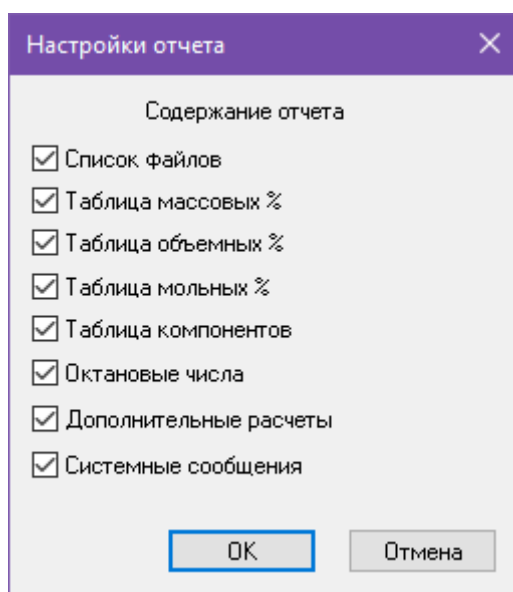 Настройки отчета
Содержание отчета
Список файлов
Таблица массовых %
Таблица объемных %
Таблица мольных %
Таблица компонентов
Октановые числа
Дополнительные расчеты
Системные сообщения
OK
Отмена